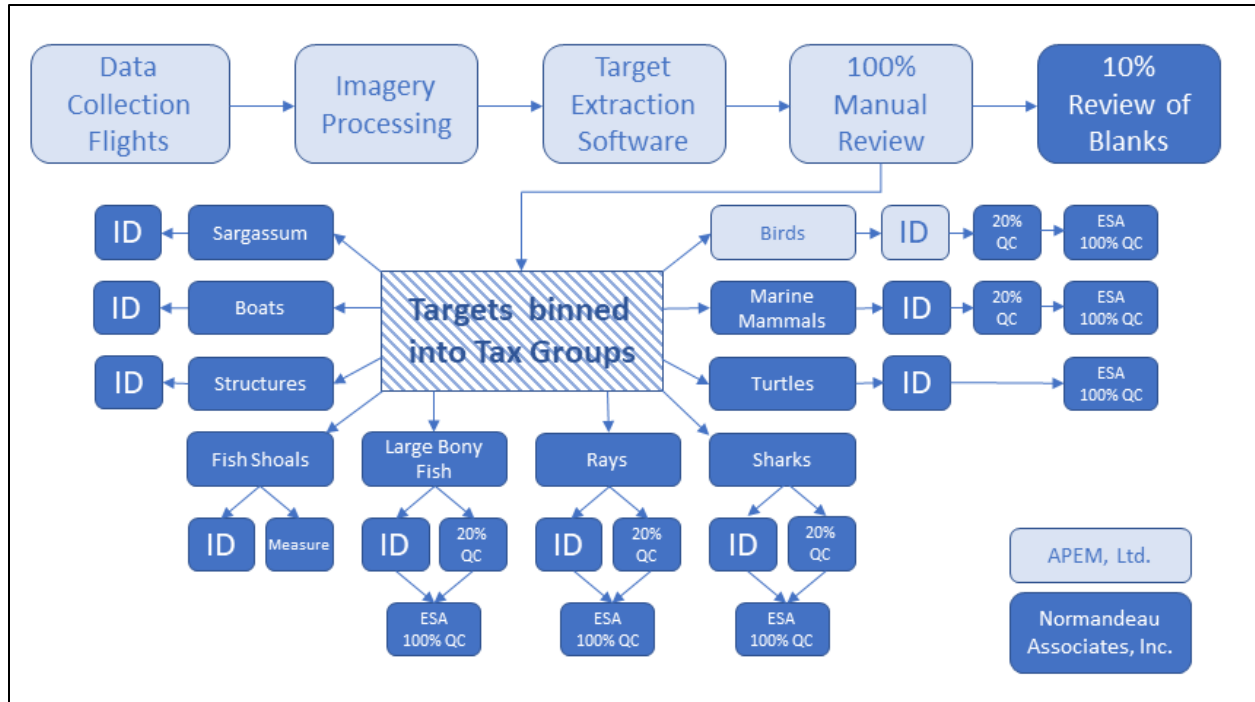 Data
Collection
Flights
Imagery
Processing
Target
Extraction
Software
100%
Manual
Review
10%
Review of
Blanks
ID
Sargassum
Birds
ID
20%
QC
ESA
100% QC
ID
Boats
Targets binned
into Tax Groups
Marine
Mammals
ID
20%
QC
ESA
100% QC
ID
Structures
Turtles
ID
ESA
100% QC
Fish Shoals
Large Bony
Fish
Rays
Sharks
ID
Measure
ID
20%
QC
ID
20%
QC
ID
20%
QC
ESA
100% QC
ESA
100% QC
ESA
100% QC
APEM, Ltd.
Normandeau
Associates, Inc.